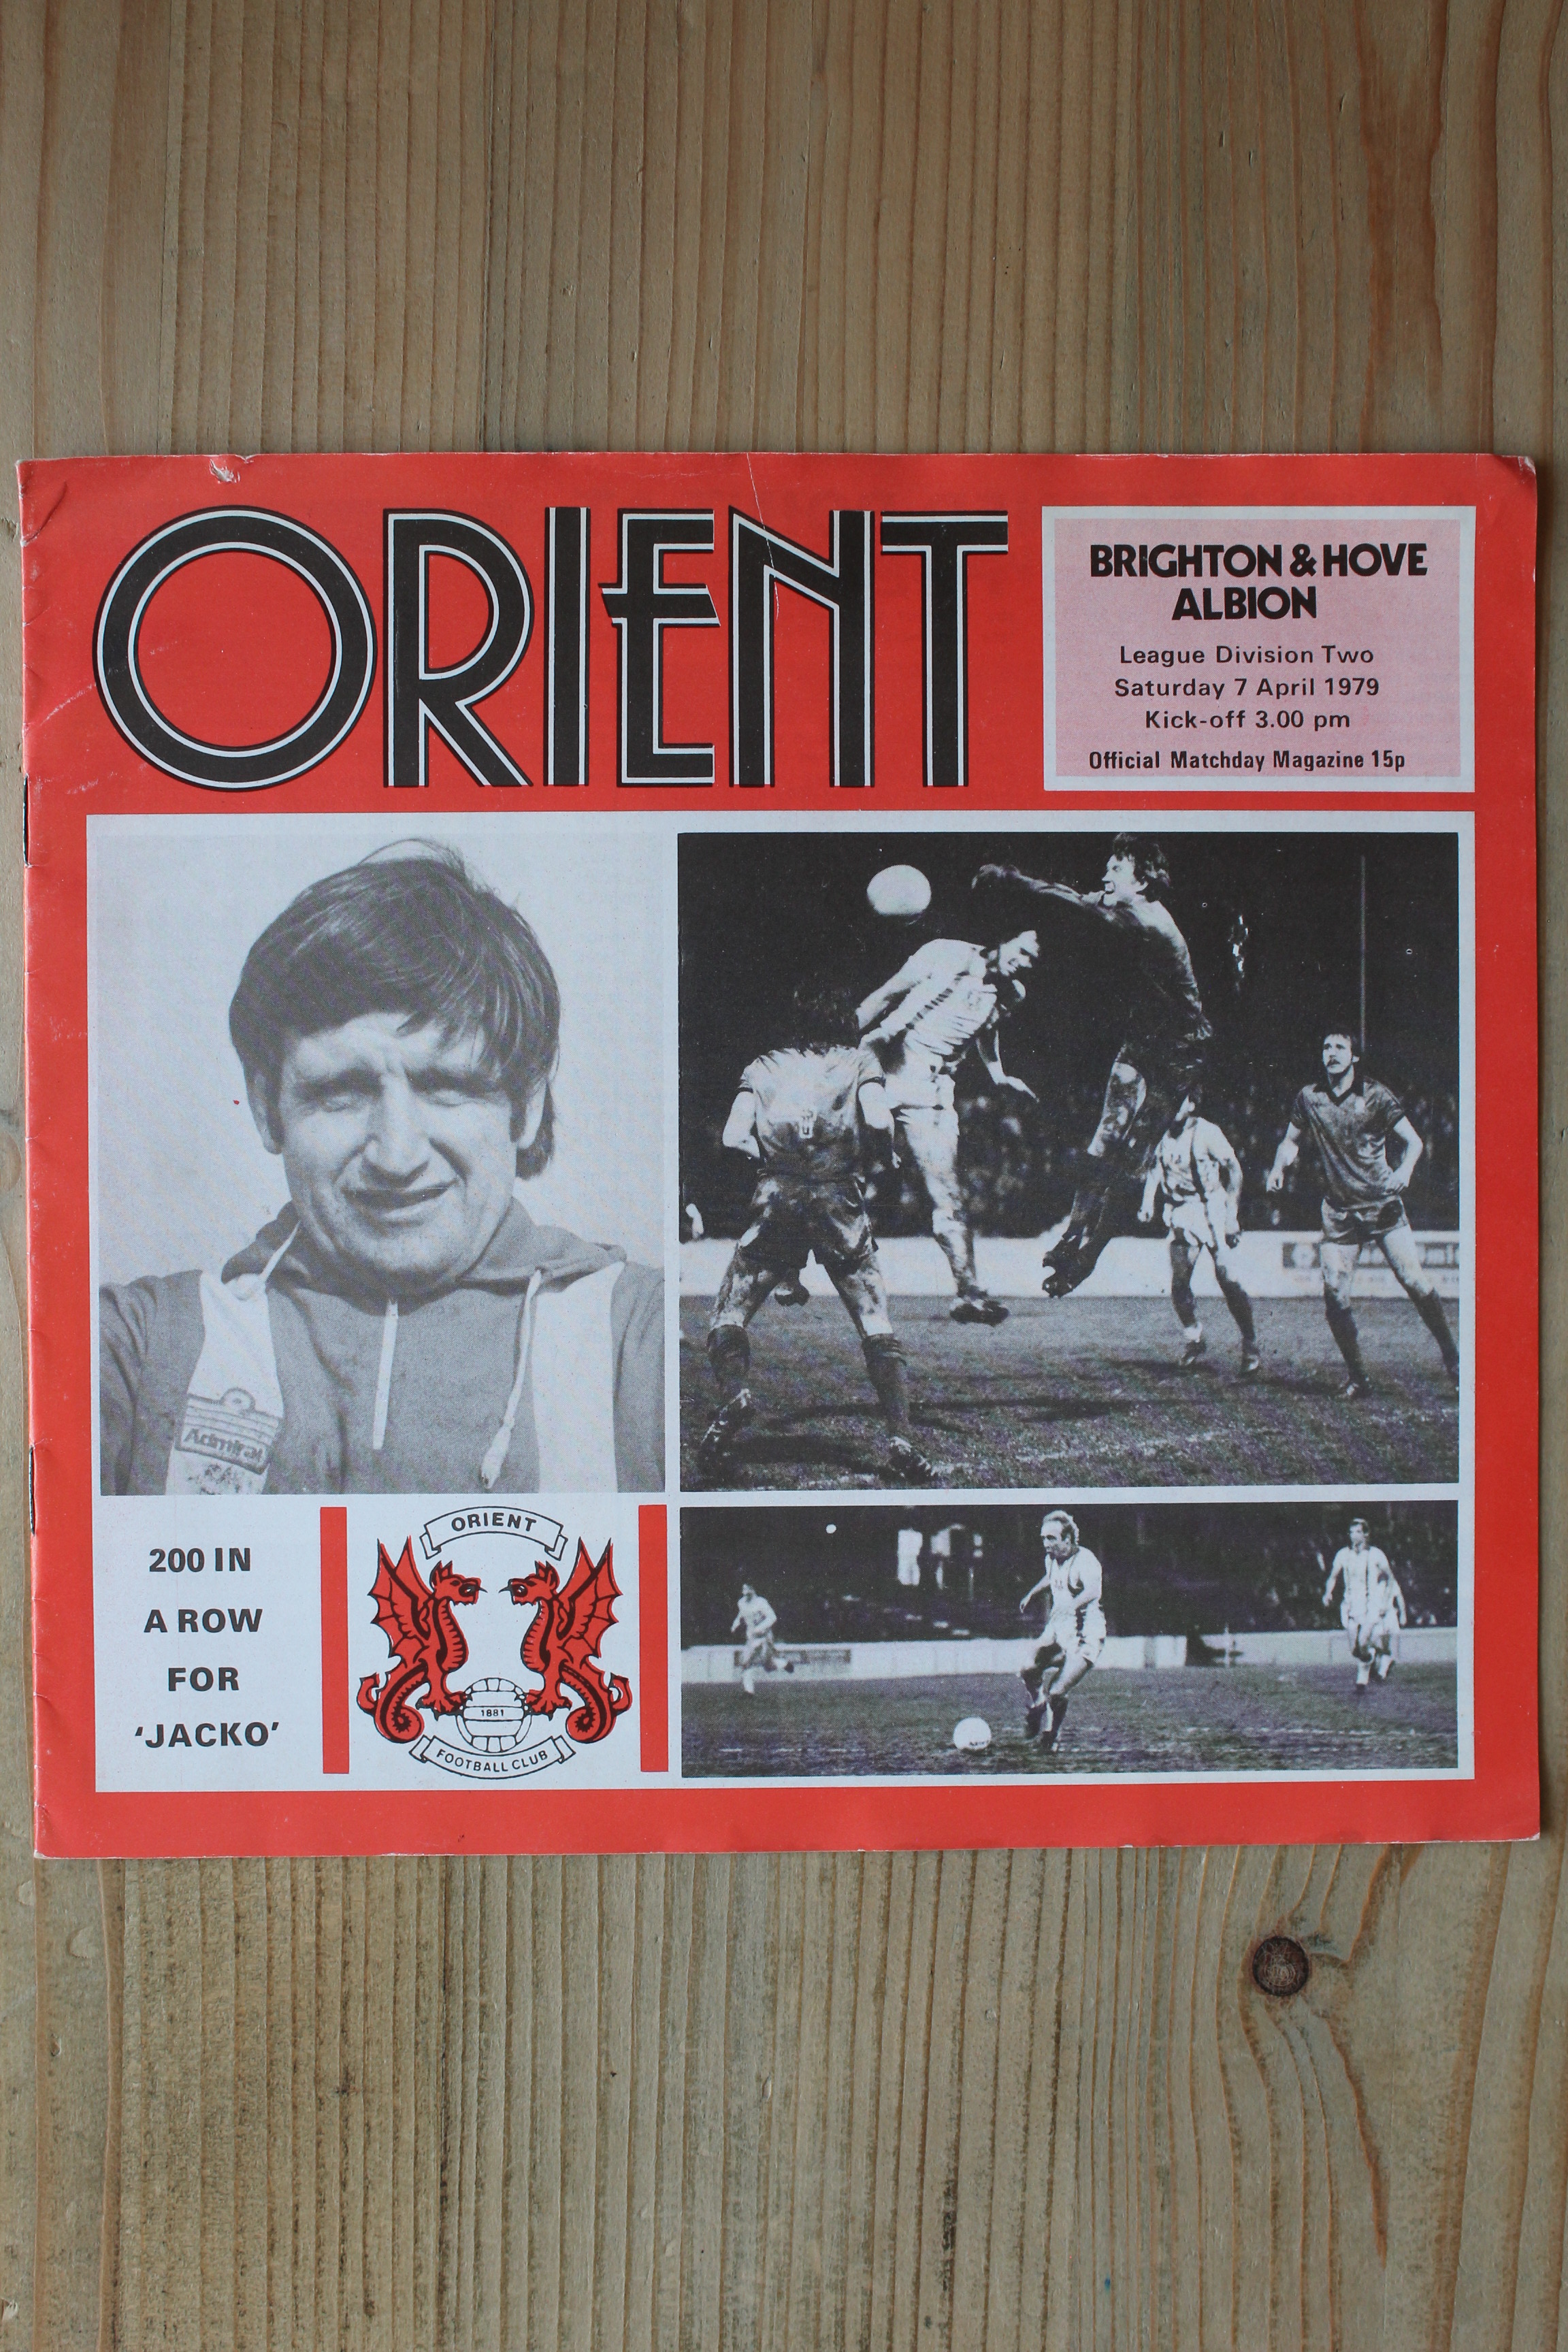 ORIENT
BRIGHTON & HOVE
ALBION
League Division Two
Saturday 7 April 1979
Kick-off 3.00 pm
Official Matchday Magazine 15p
Admiral
200 IN
A ROW
FOR
‘JACKO’
ORIENT
1881
FOOTBALL CLUB